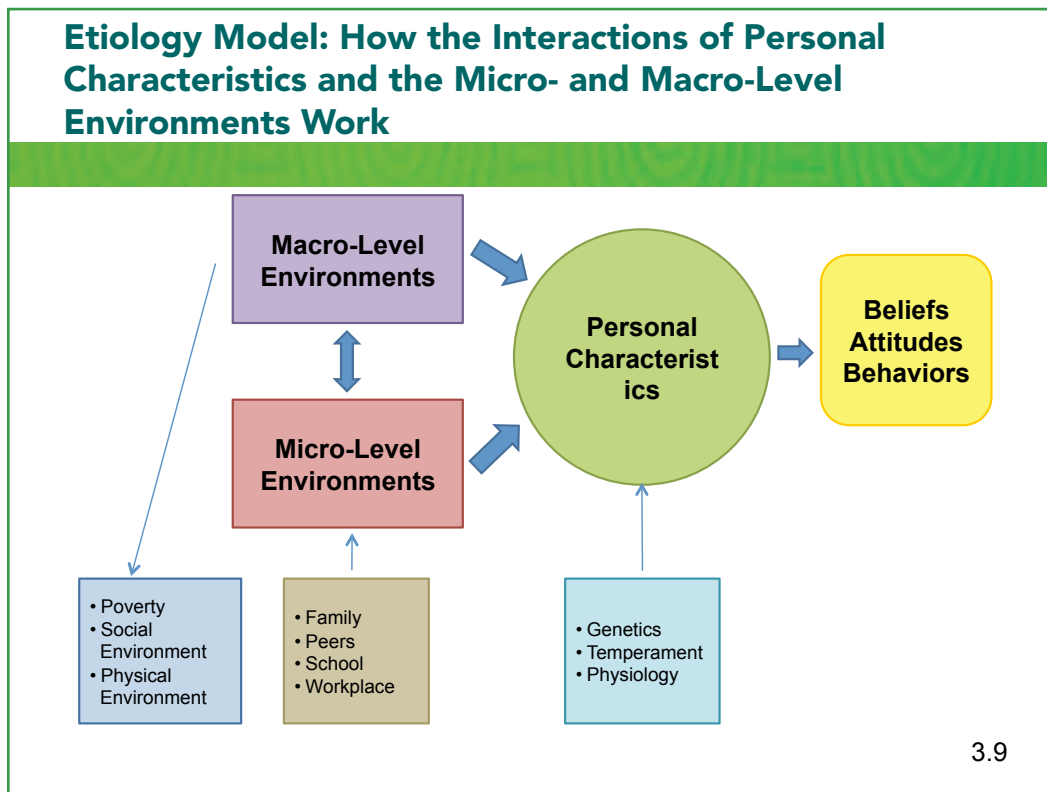 Etiology Model: How the Interactions of Personal
Characteristics and the Micro- and Macro-Level
Environments Work
Macro-Level
Environments
Personal
Characterist
ics
Beliefs
Attitudes
Behaviors
Micro-Level
Environments
• Poverty
• Social
Environment
• Physical
Environment
• Family
• Peers
• School
• Workplace
• Genetics
• Temperament
• Physiology
3.9